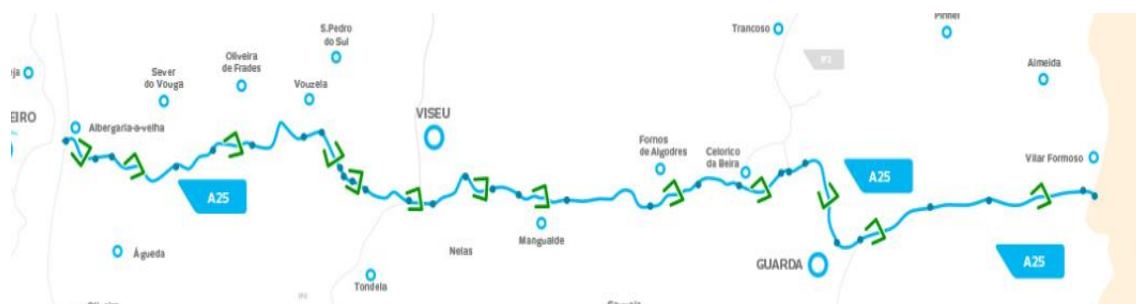 Pinhel
S.Pedro
do Sul
Trancoso
Oliveira
de Frades
Almeida
eja
Sever
do Vouga
Vouzela
VISEU
EIRO
Albergaria-a-velha
Fornos
de Algodres
Celorico
da Beira
Vilar Formoso
A25
A25
Águeda
Nelas
Mangualde
GUARDA
A25
Tondela